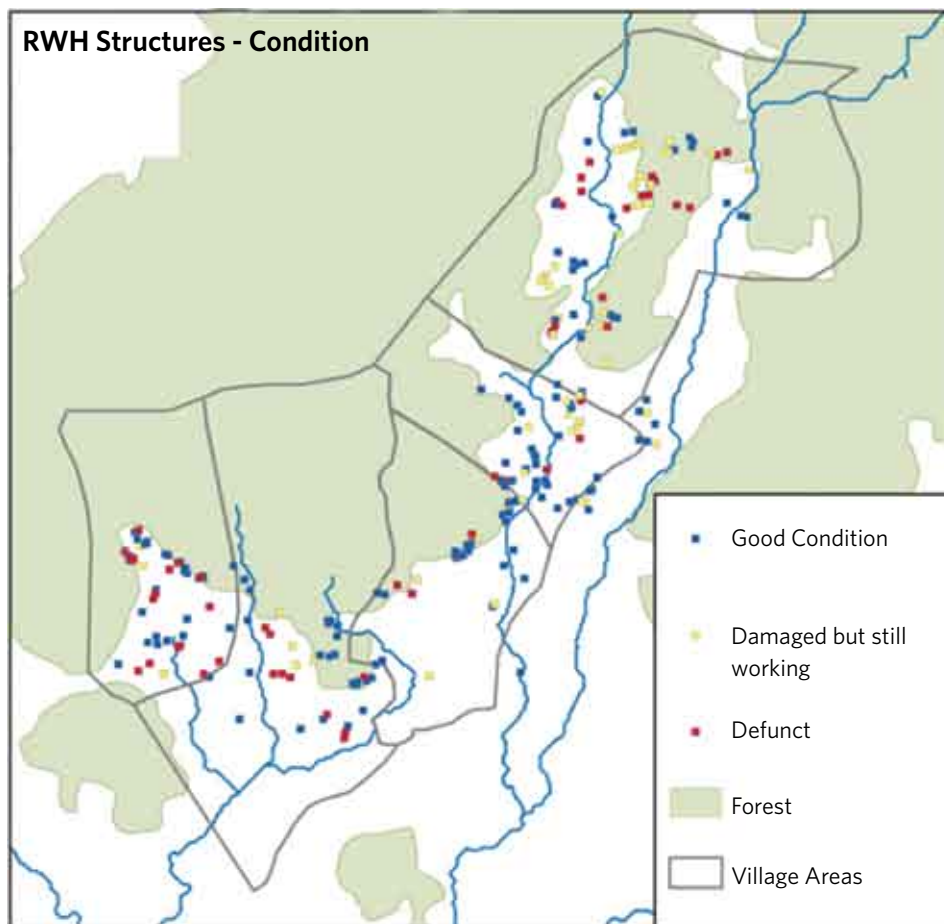 RWH Structures - Condition
Good Condition
Damaged but still
working
Defunct
Forest
Village Areas